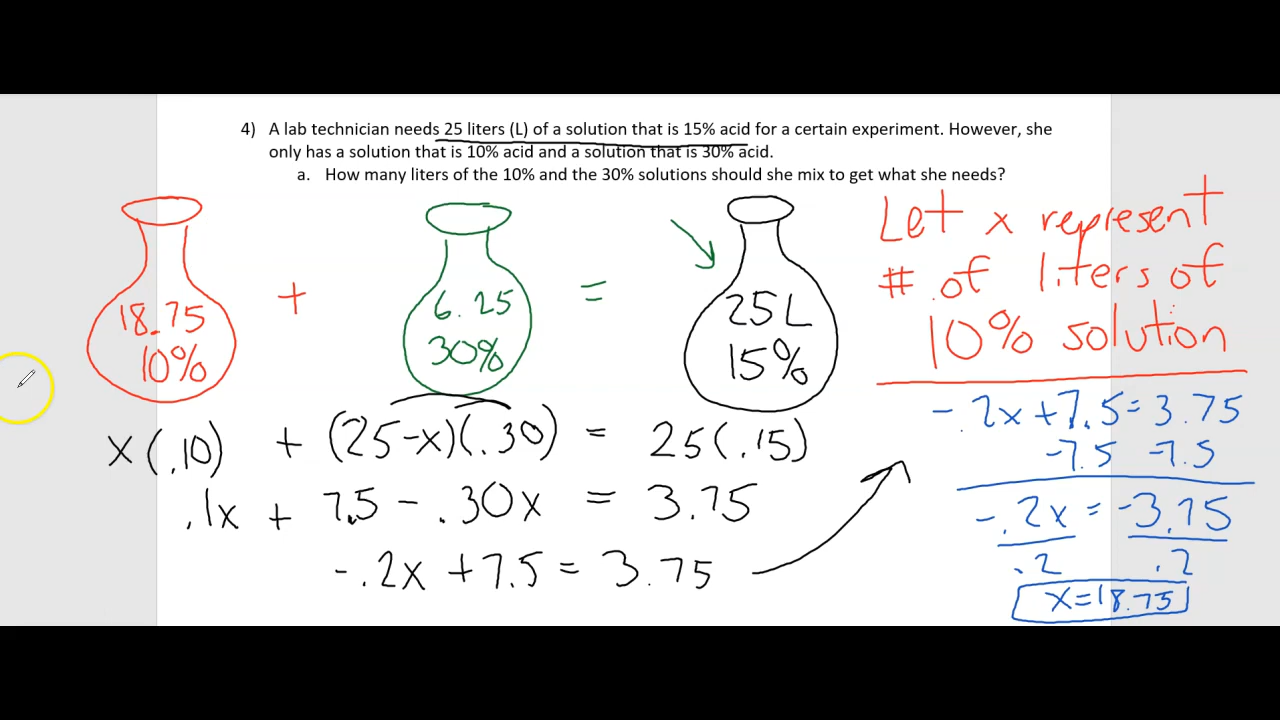 4) A lab technician needs 25 liters (L) of a solution that is 15% acid for a certain experiment. However, she
only has a solution that is 10% acid and a solution that is 30% acid.
a. How many liters of the 10% and the 30% solutions should she mix to get what she needs?
18.75
10%
+
6.25
30%
=
25L
15%
Let x represent
# of liters of
10% solution
x(.10) + (25-x)(.30) = 25(.15)
.1x + 7.5 - .30x = 3.75
-.2x +7.5 = 3.75
-.2x +7.5 = 3.75
-7.5 -7.5
-.2x = -3.75
.2 .2
x=18.75